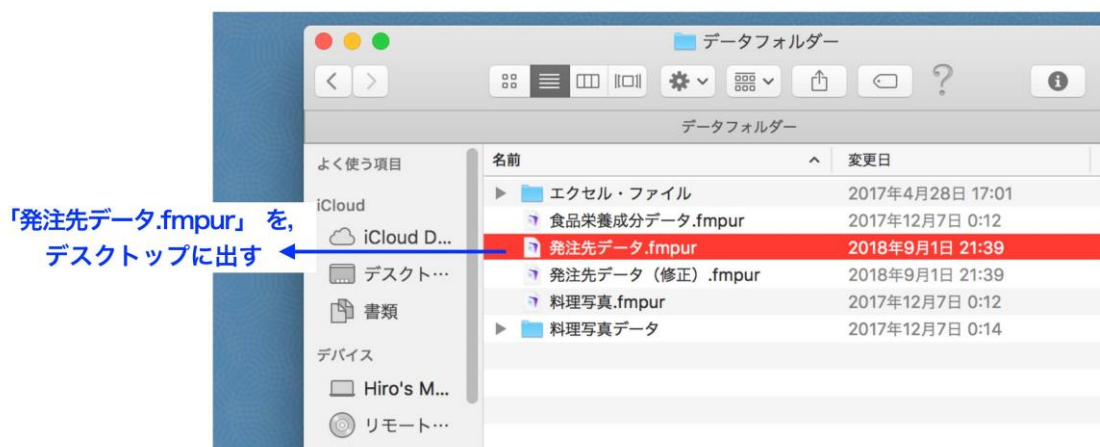 データフォルダー
データフォルダー
よく使う項目
iCloud
iCloud D...
デスクト…
書類
デバイス
Hiro's M...
リモート…
名前 変更日
エクセル・ファイル 2017年4月28日 17:01
食品栄養成分データ.fmpur 2017年12月7日 0:12
発注先データ.fmpur 2018年9月1日 21:39
発注先データ（修正）.fmpur 2018年9月1日 21:39
料理写真.fmpur 2017年12月7日 0:12
料理写真データ 2017年12月7日 0:14
「発注先データ.fmpur」 を,
デスクトップに出す